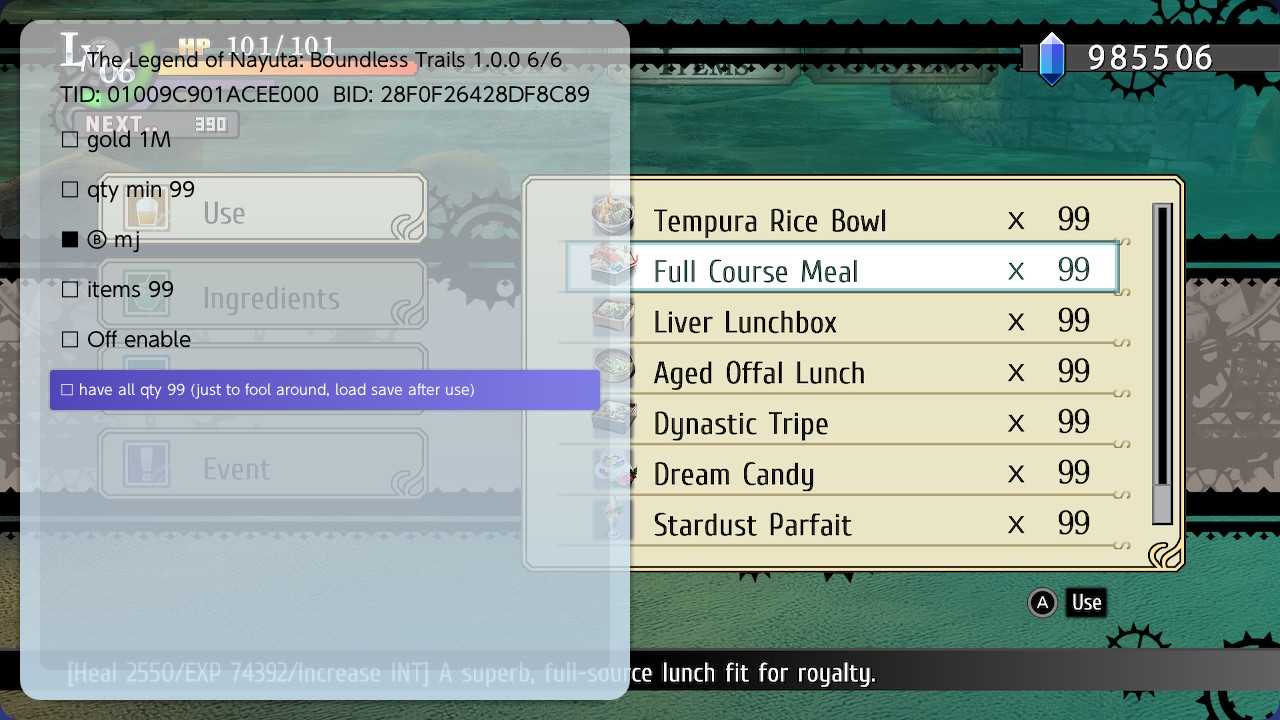 Lv 06 HP 101/101
The Legend of Nayuta: Boundless Trails 1.0.0 6/6
ITEMS
985506
TID: 01009C901ACEE000 BID: 28F0F26428DF8C89
NEXT.. 390
☐ gold 1M
☐ qty min 99
■ Ⓑ mj
☐ items 99
☐ Off enable
☐ have all qty 99 (just to fool around, load save after use)
Use
Ingredients
Event
Tempura Rice Bowl x 99
Full Course Meal x 99
Liver Lunchbox x 99
Aged Offal Lunch x 99
Dynastic Tripe x 99
Dream Candy x 99
Stardust Parfait x 99
A Use
[Heal 2550/EXP 74392/Increase INT] A superb, full-source lunch fit for royalty.